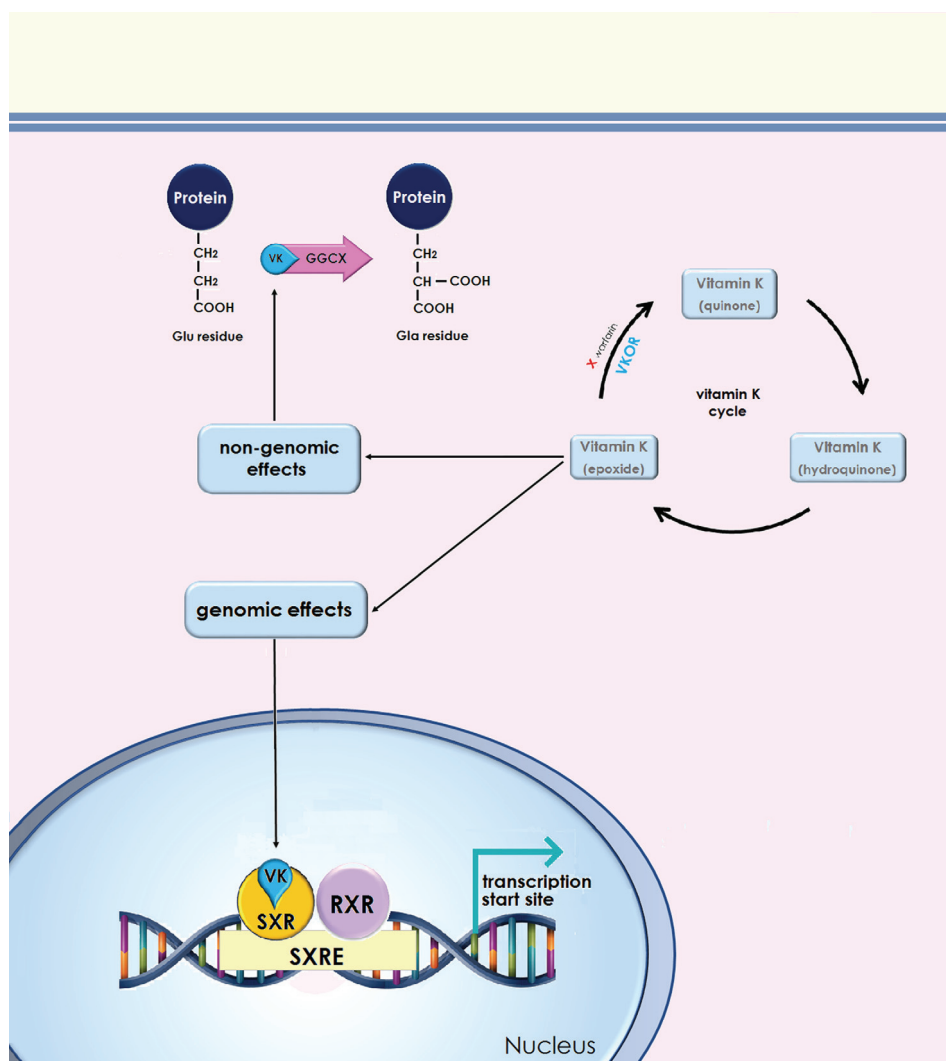 Protein
CH2
CH2
COOH
Glu residue
VK
GGCX
Protein
CH2
CH — COOH
COOH
Gla residue
Vitamin K
(quinone)
X warfarin
VKOR
vitamin K
cycle
Vitamin K
(epoxide)
Vitamin K
(hydroquinone)
non-genomic
effects
genomic effects
VK
SXR
RXR
SXRE
transcription
start site
Nucleus